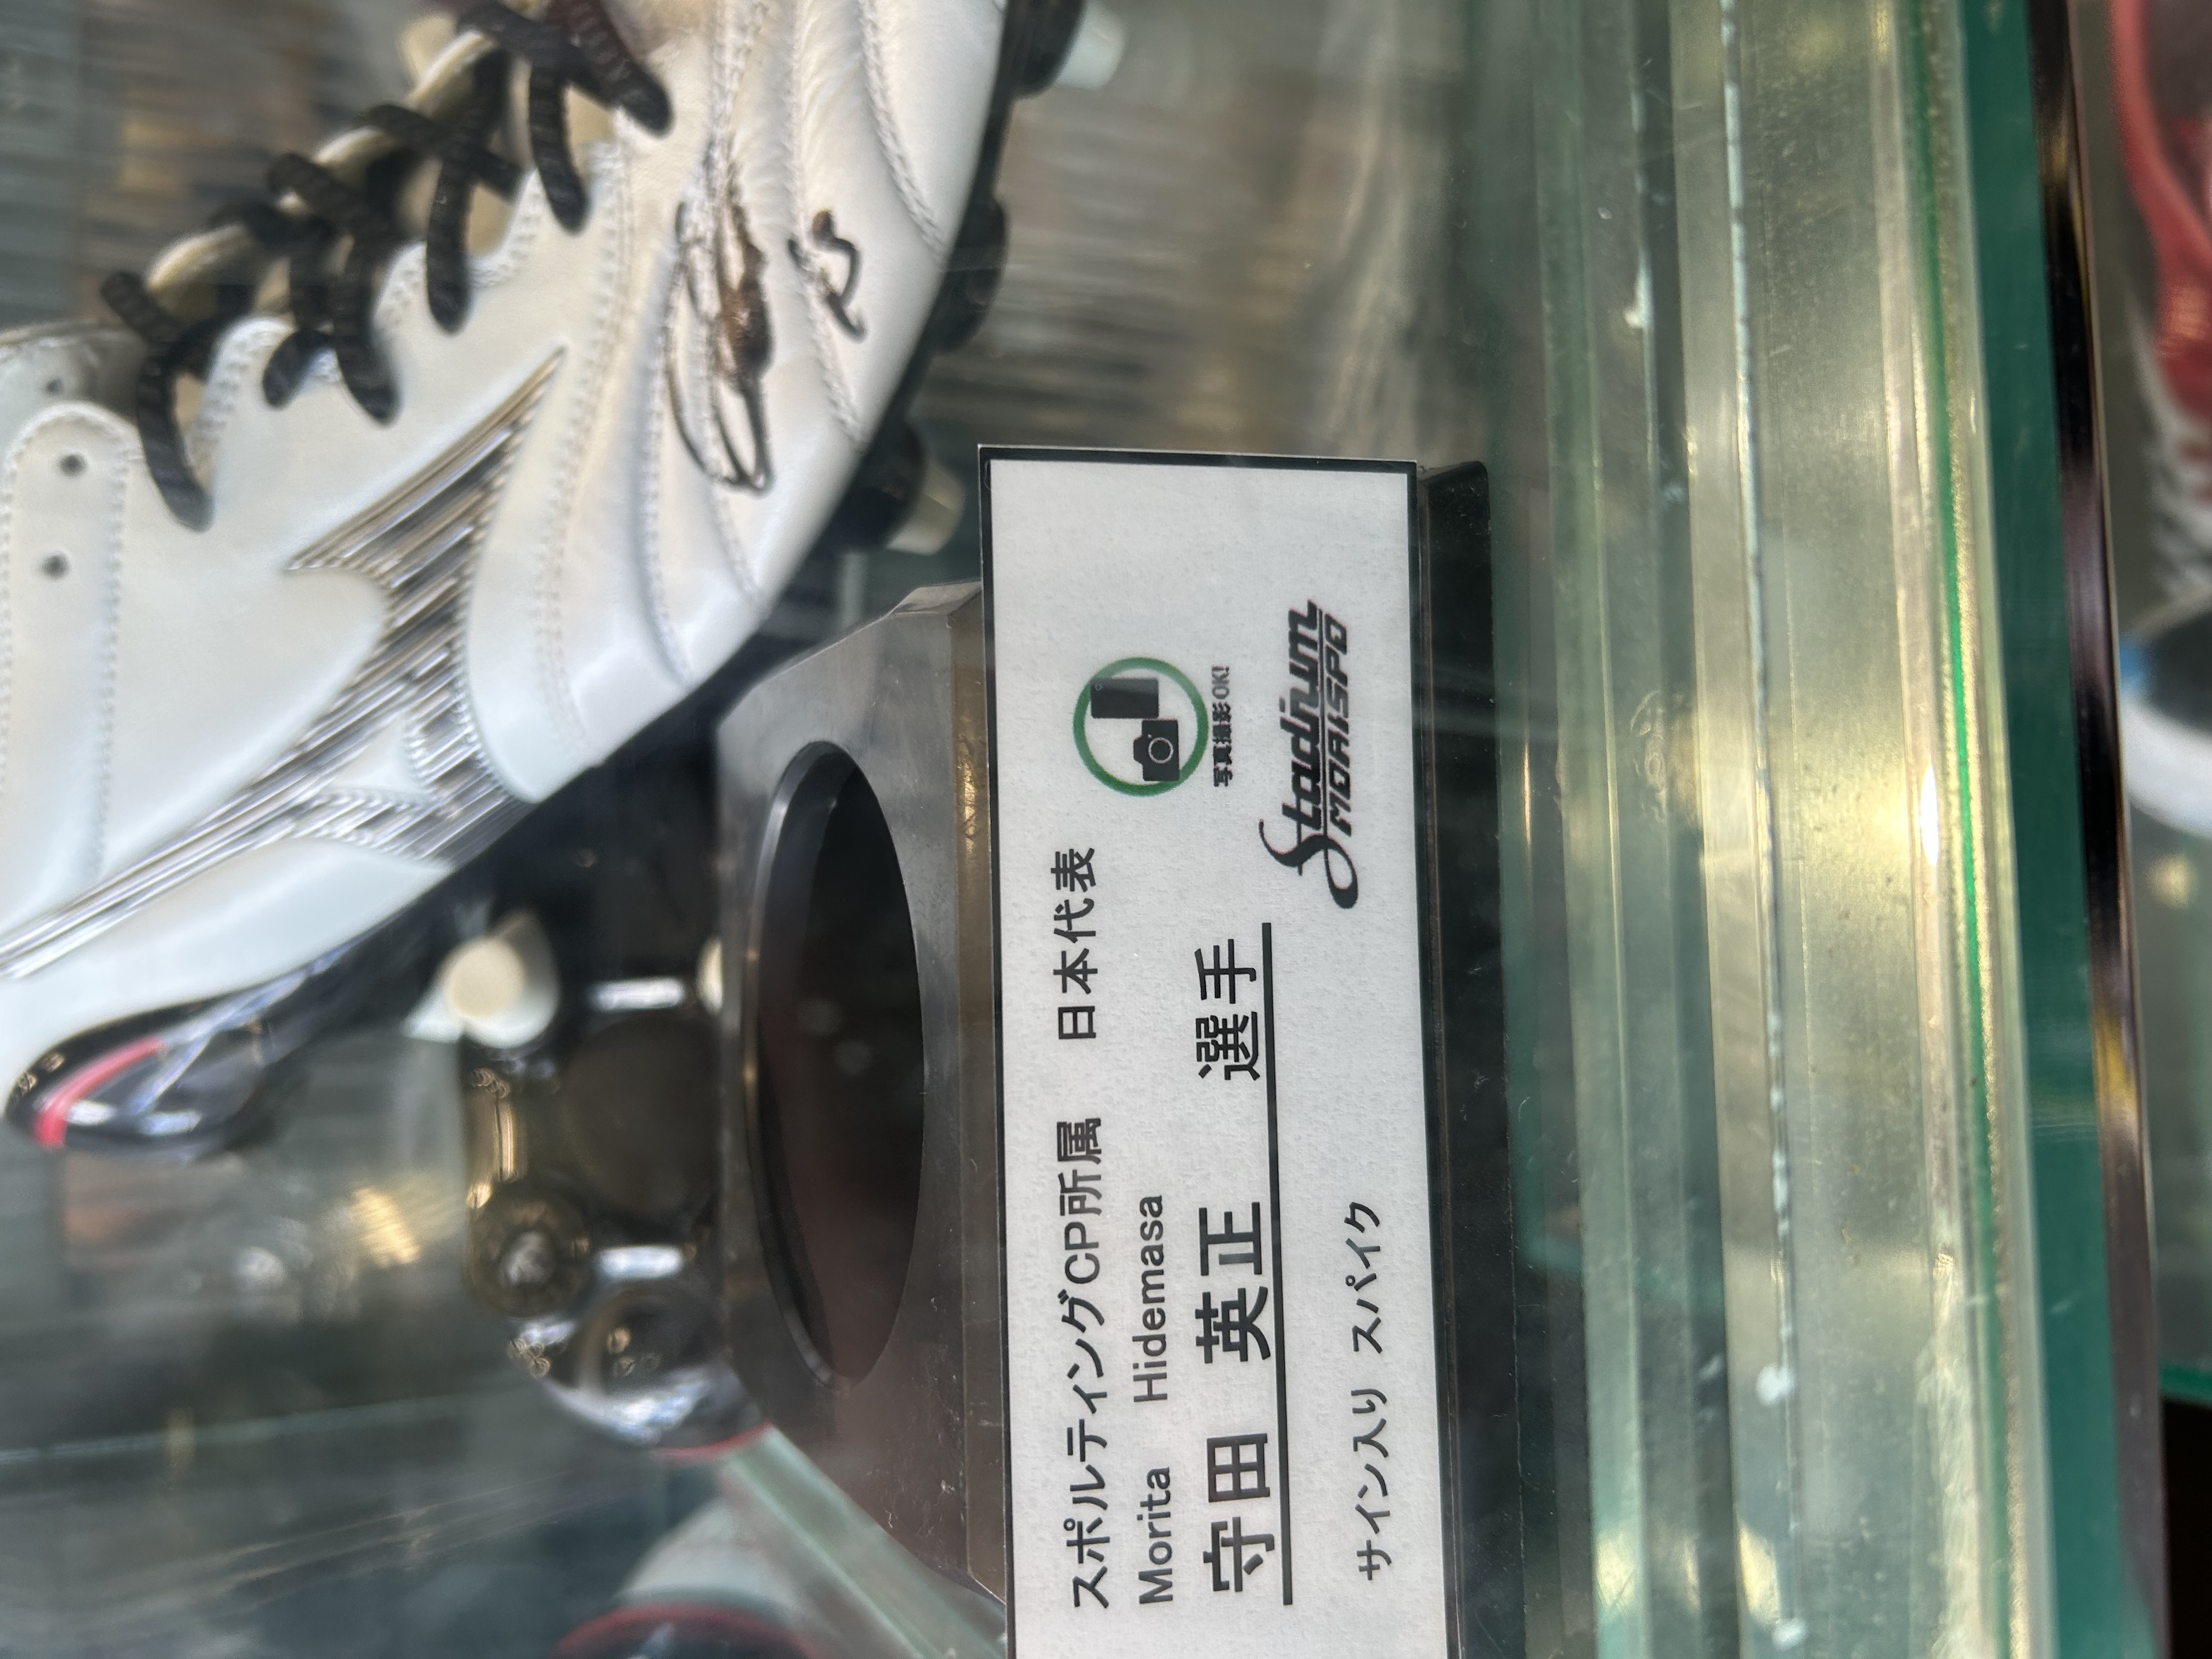 スポルティングCP所属　日本代表
Morita　Hidemasa
守田　英正　選手
サイン入り スパイク
写真撮影OK!
Stadium
MORISPO